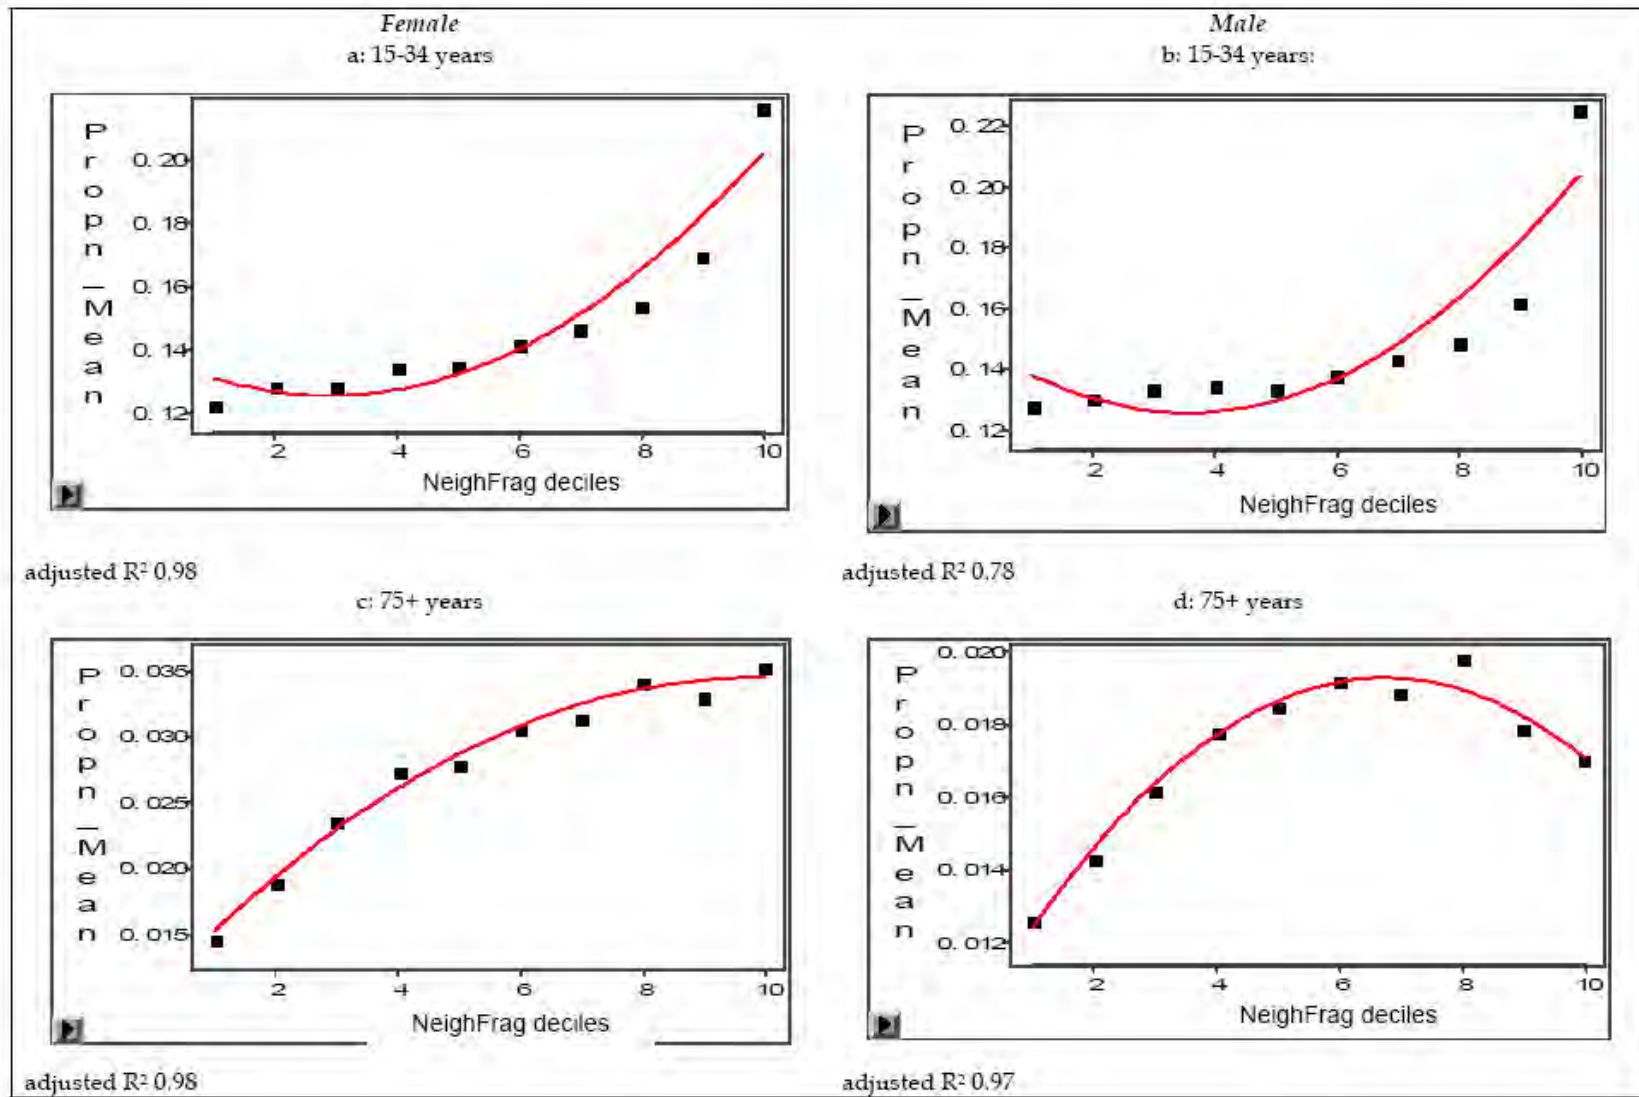 Female
Male
a: 15-34 years
b: 15-34 years:
Propn_Mean
0.20
0.18
0.16
0.14
0.12
2 4 6 8 10
NeighFrag deciles
Propn_Mean
0.22
0.20
0.18
0.16
0.14
0.12
2 4 6 8 10
NeighFrag deciles
adjusted R² 0.98
adjusted R² 0.78
c: 75+ years
d: 75+ years
Propn_Mean
0.035
0.030
0.025
0.020
0.015
2 4 6 8 10
NeighFrag deciles
Propn_Mean
0.020
0.018
0.016
0.014
0.012
2 4 6 8 10
NeighFrag deciles
adjusted R² 0.98
adjusted R² 0.97